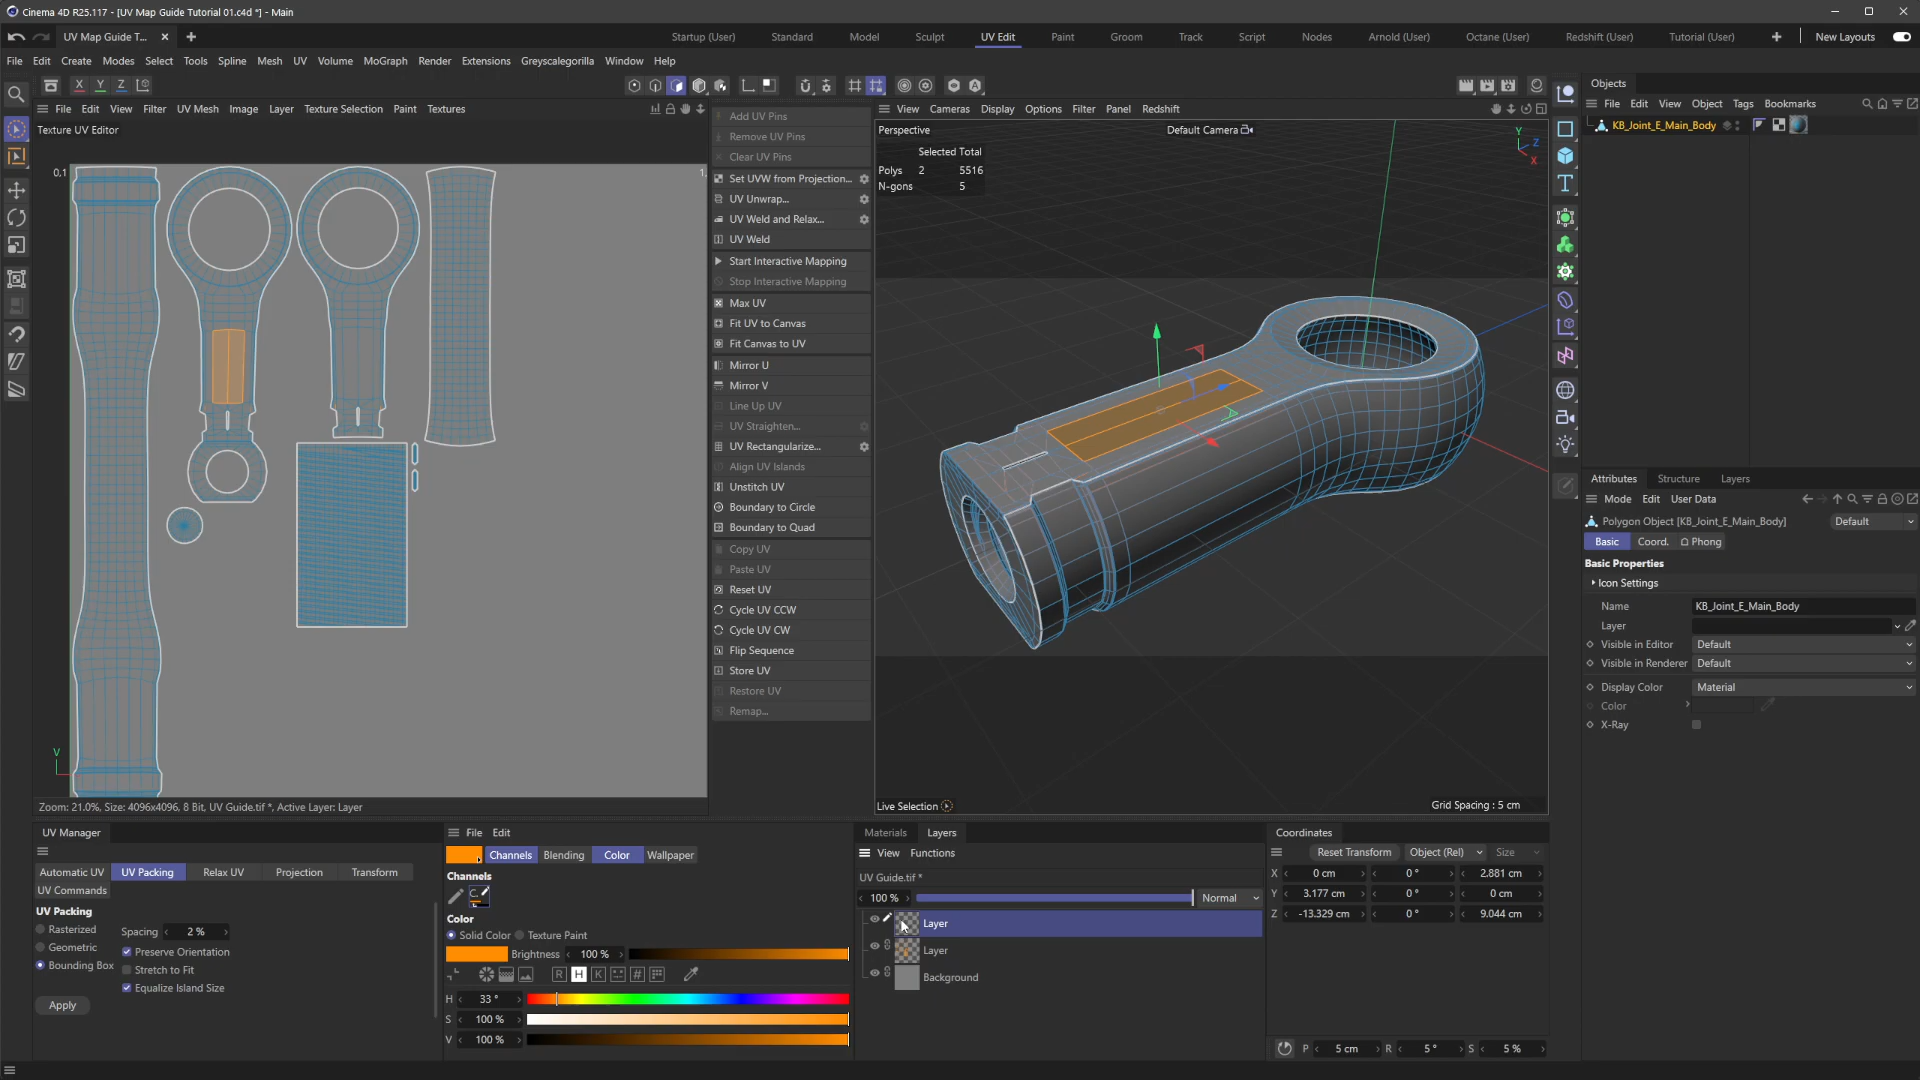 Cinema 4D R25.117 - [UV Map Guide Tutorial 01.c4d *] - Main
UV Map Guide T...
Startup (User) Standard Model Sculpt UV Edit Paint Groom Track Script Nodes Arnold (User) Octane (User) Redshift (User) Tutorial (User) New Layouts
File Edit Create Modes Select Tools Spline Mesh UV Volume MoGraph Render Extensions Greyscalegorilla Window Help
X Y Z
File Edit View Filter UV Mesh Image Layer Texture Selection Paint Textures
Texture UV Editor
0,1
1,
V
Zoom: 21.0%, Size: 4096x4096, 8 Bit, UV Guide.tif *, Active Layer: Layer
Add UV Pins
Remove UV Pins
Clear UV Pins
Set UVW from Projection...
UV Unwrap...
UV Weld and Relax...
UV Weld
Start Interactive Mapping
Stop Interactive Mapping
Max UV
Fit UV to Canvas
Fit Canvas to UV
Mirror U
Mirror V
Line Up UV
UV Straighten...
UV Rectangularize...
Align UV Islands
Unstitch UV
Boundary to Circle
Boundary to Quad
Copy UV
Paste UV
Reset UV
Cycle UV CCW
Cycle UV CW
Flip Sequence
Store UV
Restore UV
Remap...
View Cameras Display Options Filter Panel Redshift
Perspective
Default Camera
Selected Total
Polys 2 5516
N-gons 5
Y
Z
X
Live Selection
Grid Spacing : 5 cm
Objects
File Edit View Object Tags Bookmarks
KB_Joint_E_Main_Body
Attributes Structure Layers
Mode Edit User Data
Polygon Object [KB_Joint_E_Main_Body]
Default
Basic Coord. Phong
Basic Properties
Icon Settings
Name KB_Joint_E_Main_Body
Layer
Visible in Editor Default
Visible in Renderer Default
Display Color Material
Color
X-Ray
UV Manager
Automatic UV UV Packing Relax UV Projection Transform
UV Commands
UV Packing
Rasterized
Geometric
Bounding Box
Spacing 2 %
Preserve Orientation
Stretch to Fit
Equalize Island Size
Apply
File Edit
Channels Blending Color Wallpaper
Channels
C.
Color
Solid Color Texture Paint
Brightness 100 %
R H K #
H 33 °
S 100 %
V 100 %
Materials Layers
View Functions
UV Guide.tif *
100 % Normal
Layer
Layer
Background
Coordinates
Reset Transform Object (Rel) Size
X 0 cm 0 ° 2.881 cm
Y 3.177 cm 0 ° 0 cm
Z -13.329 cm 0 ° 9.044 cm
P 5 cm R 5 ° S 5 %